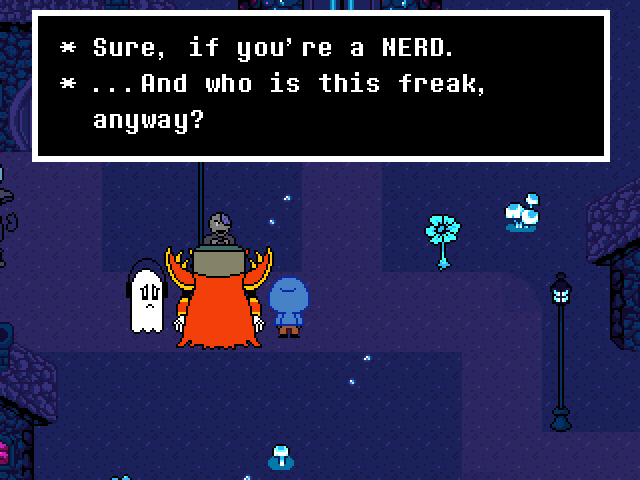 * Sure, if you're a NERD.
* ...And who is this freak,
anyway?